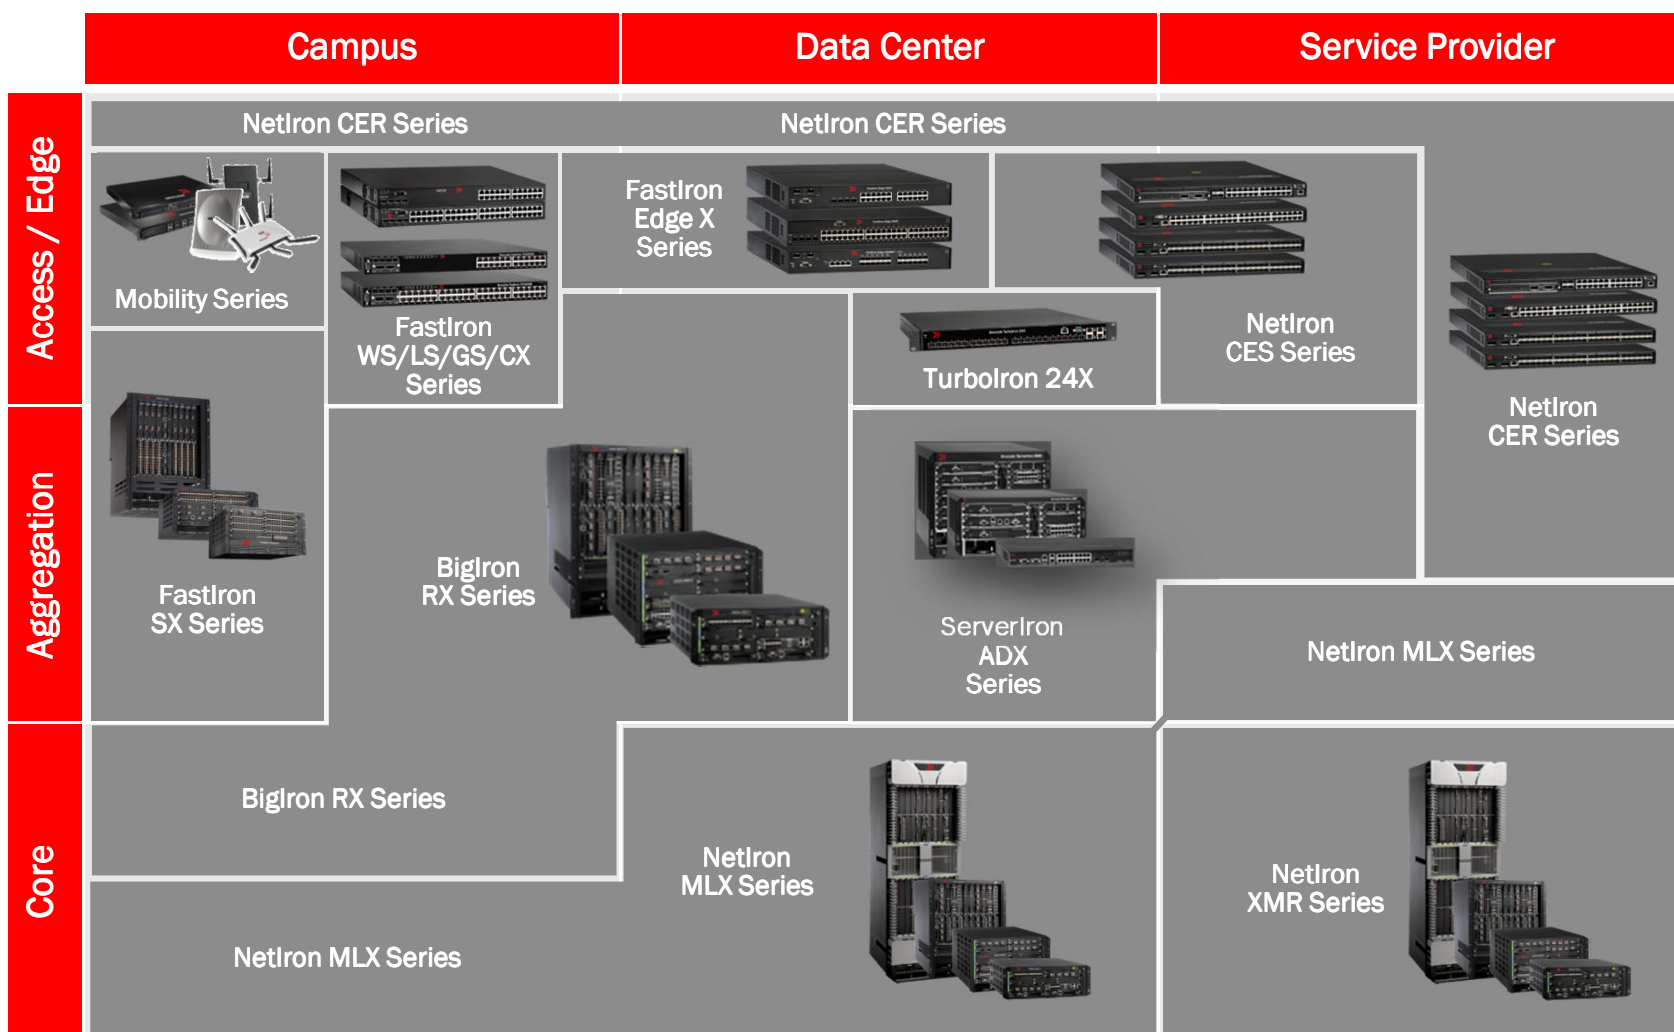 Campus
Data Center
Service Provider
Access / Edge
NetIron CER Series
NetIron CER Series
Mobility Series
FastIron
WS/LS/GS/CX
Series
FastIron
Edge X
Series
TurboIron 24X
NetIron
CES Series
NetIron
CER Series
Aggregation
FastIron
SX Series
BigIron
RX Series
ServerIron
ADX
Series
NetIron MLX Series
Core
BigIron RX Series
NetIron MLX Series
NetIron
MLX Series
NetIron
XMR Series